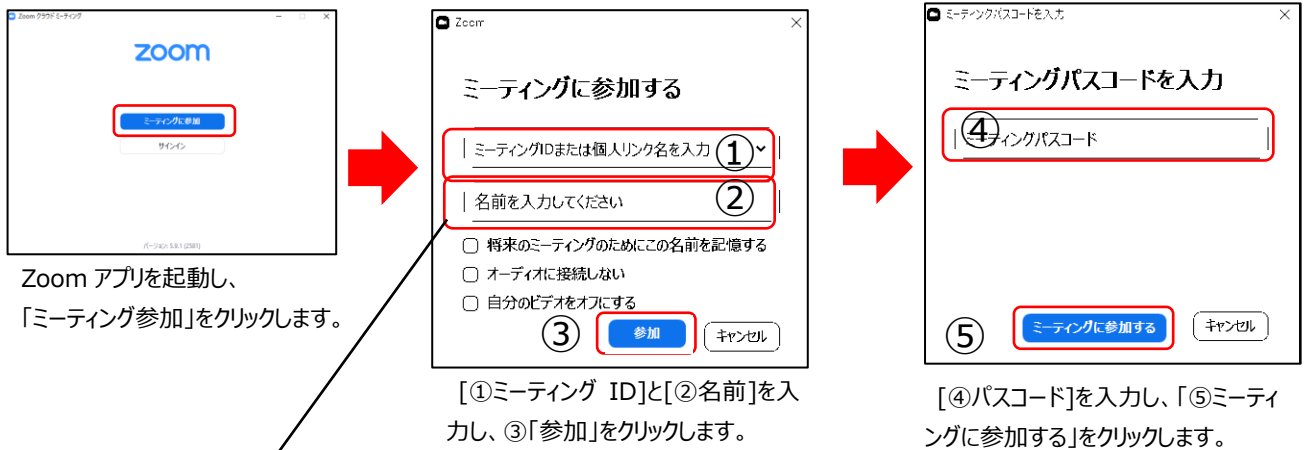 Zoom クラウド ミーティング
zoom
ミーティングに参加
サインイン
バージョン: 5.8.1 (2581)
Zoom アプリを起動し、
「ミーティング参加」をクリックします。
Zoom
ミーティングに参加する
ミーティングIDまたは個人リンク名を入力 ①
名前を入力してください ②
将来のミーティングのためにこの名前を記憶する
オーディオに接続しない
自分のビデオをオフにする
③ 参加 キャンセル
[①ミーティング ID]と[②名前]を入
力し、③「参加」をクリックします。
ミーティングパスコードを入力
ミーティングパスコードを入力
④ ミーティングパスコード
⑤ ミーティングに参加する キャンセル
[④パスコード]を入力し、「⑤ミーティ
ングに参加する」をクリックします。